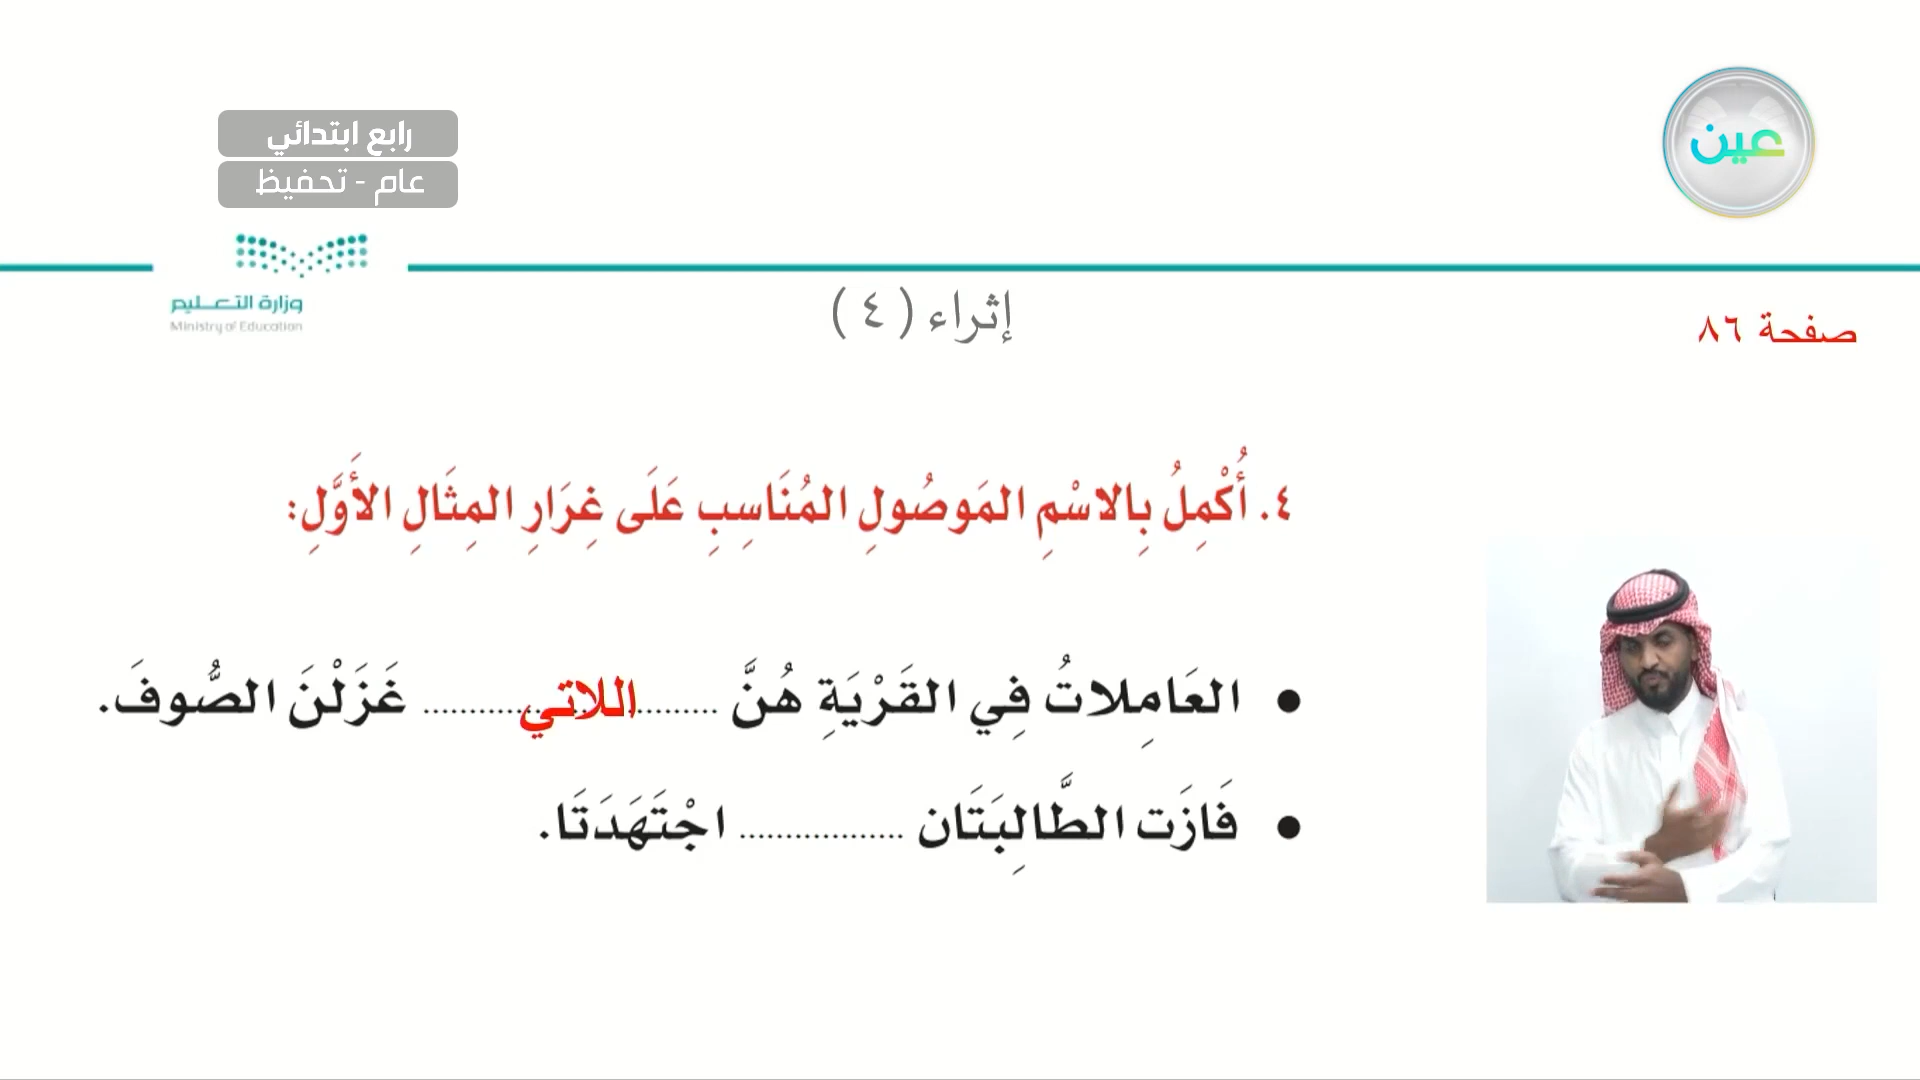 رابع ابتدائي
عين
عام - تحفيظ
وزارة التعليم
Ministry of Education
إثراء ( ٤ )
صفحة ٨٦
٤. أُكْمِلُ بِالاسْمِ المَوصُولِ المُنَاسِبِ عَلَى غِرَارِ المِثَالِ الأَوَّلِ:
• العَامِلاتُ فِي القَرْيَةِ هُنَّ ........ اللاتي ........ غَزَلْنَ الصُّوفَ.
• فَازَت الطَّالِبَتَان .................. اجْتَهَدَتَا.